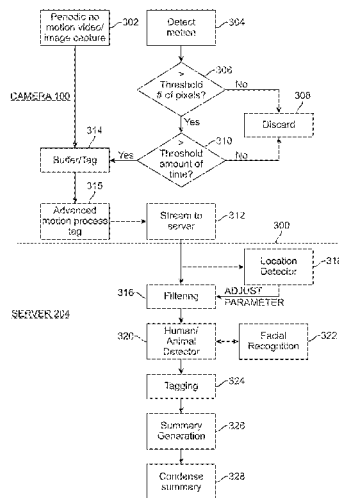 Periodic no
motion video/
image capture
302
Detect
motion
304
>
Threshold
# of pixels?
306
No
Yes
CAMERA 100
Discard
308
314
Buffer/Tag
Yes
>
Threshold
amount of
time?
310
No
315
Advanced
motion process
tag
Stream to
server
312
300
Location
Detector
318
316
Filtering
ADJUST
PARAMETER
SERVER 204
320
Human/
Animal
Detector
Facial
Recognition
322
Tagging
324
Summary
Generation
326
Condense
summary
328